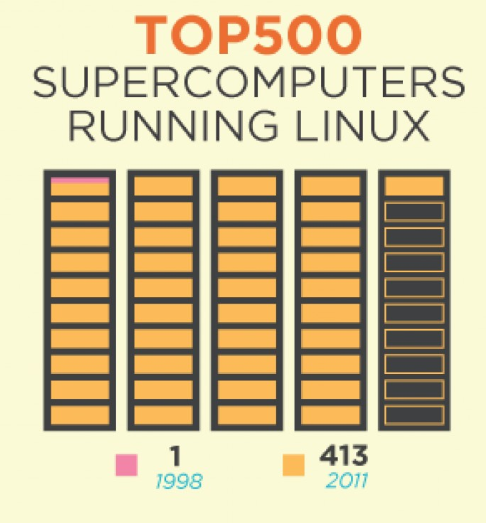 TOP500
SUPERCOMPUTERS
RUNNING LINUX
1 413
1998 2011